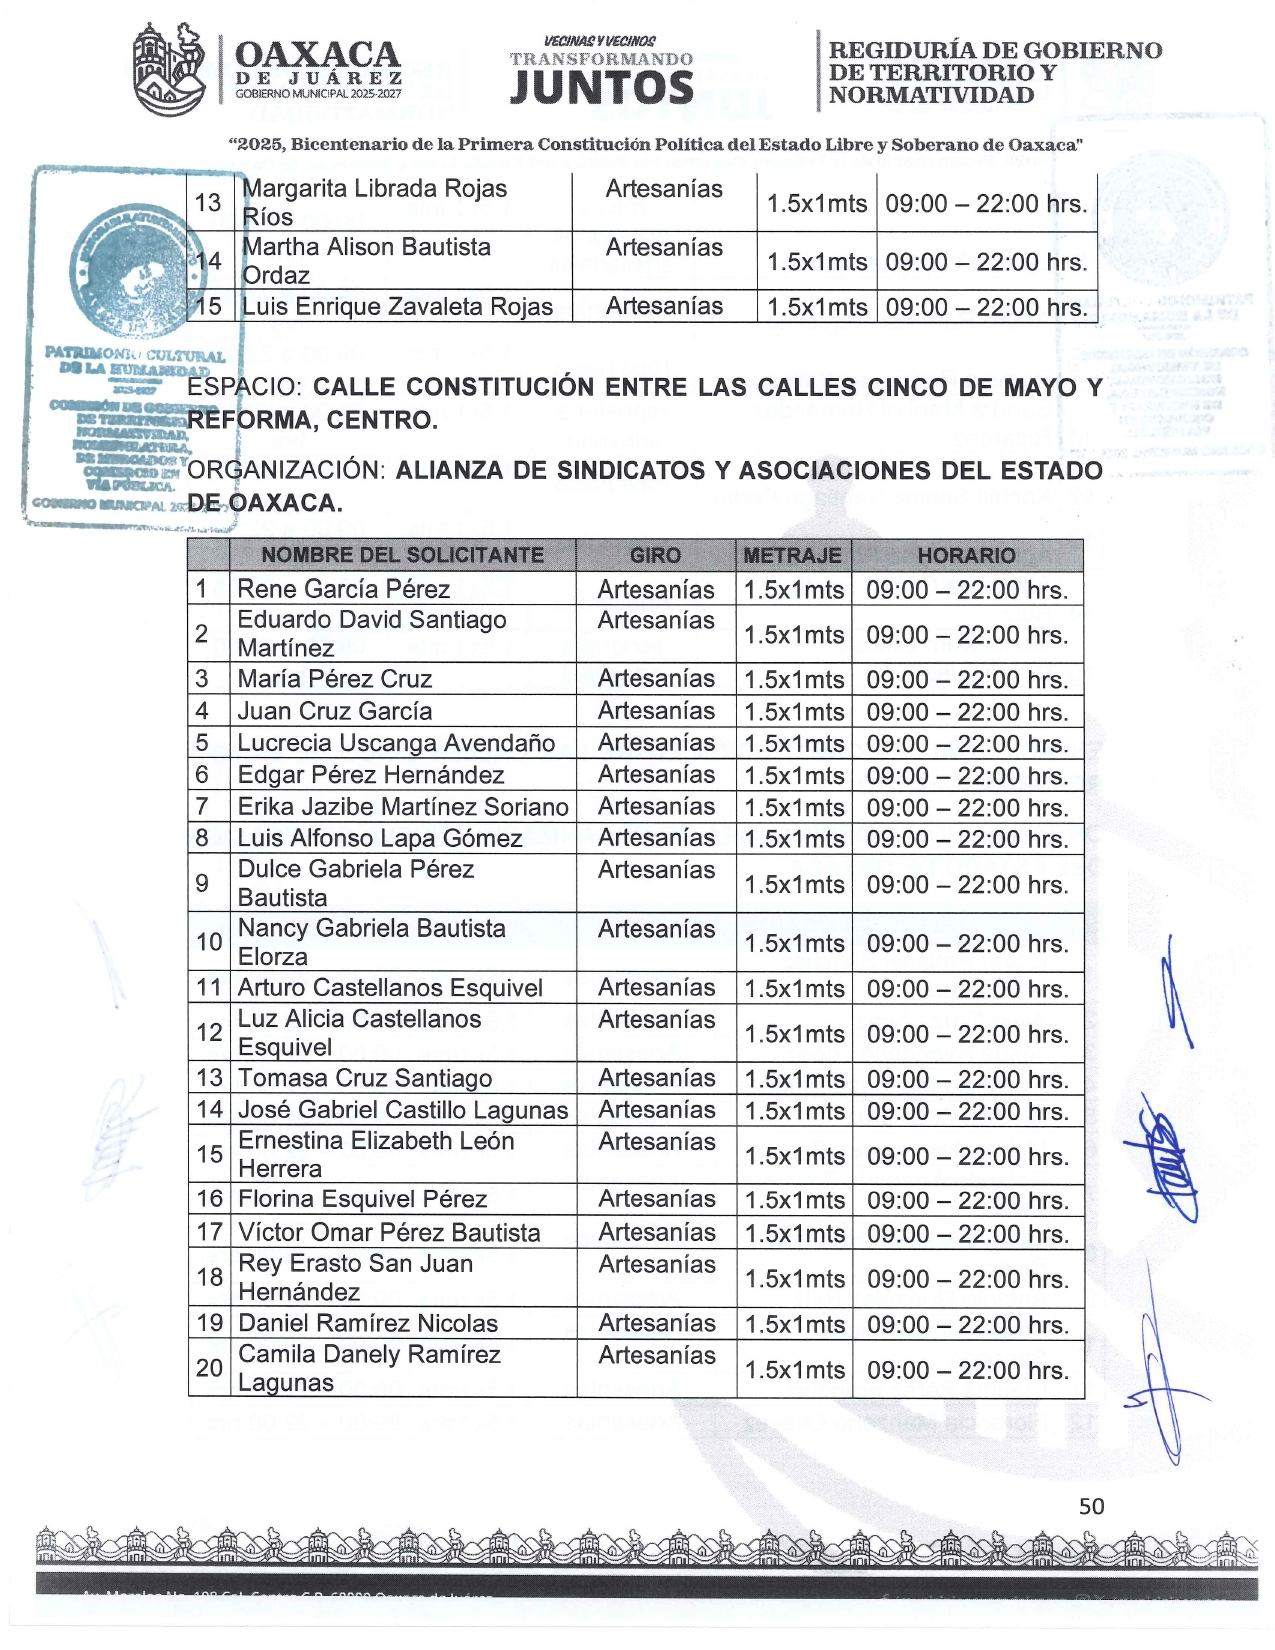 OAXACA
DE JUÁREZ
GOBIERNO MUNICIPAL 2025-2027
VECINAS Y VECINOS
TRANSFORMANDO
JUNTOS
REGIDURÍA DE GOBIERNO
DE TERRITORIO Y
NORMATIVIDAD
“2025, Bicentenario de la Primera Constitución Política del Estado Libre y Soberano de Oaxaca"
13 Margarita Librada Rojas Ríos Artesanías 1.5x1mts 09:00 – 22:00 hrs.
14 Martha Alison Bautista Ordaz Artesanías 1.5x1mts 09:00 – 22:00 hrs.
15 Luis Enrique Zavaleta Rojas Artesanías 1.5x1mts 09:00 – 22:00 hrs.
PATRIMONIO CULTURAL
DE LA HUMANIDAD
COMISIÓN DE GOBIERNO
DE TERRITORIO,
NORMATIVIDAD,
NOMENCLATURA,
DE MERCADOS Y
COMERCIO EN
VÍA PÚBLICA.
GOBIERNO MUNICIPAL
ESPACIO: CALLE CONSTITUCIÓN ENTRE LAS CALLES CINCO DE MAYO Y
REFORMA, CENTRO.
ORGANIZACIÓN: ALIANZA DE SINDICATOS Y ASOCIACIONES DEL ESTADO
DE OAXACA.
NOMBRE DEL SOLICITANTE GIRO METRAJE HORARIO
1 Rene García Pérez Artesanías 1.5x1mts 09:00 – 22:00 hrs.
2 Eduardo David Santiago Martínez Artesanías 1.5x1mts 09:00 – 22:00 hrs.
3 María Pérez Cruz Artesanías 1.5x1mts 09:00 – 22:00 hrs.
4 Juan Cruz García Artesanías 1.5x1mts 09:00 – 22:00 hrs.
5 Lucrecia Uscanga Avendaño Artesanías 1.5x1mts 09:00 – 22:00 hrs.
6 Edgar Pérez Hernández Artesanías 1.5x1mts 09:00 – 22:00 hrs.
7 Erika Jazibe Martínez Soriano Artesanías 1.5x1mts 09:00 – 22:00 hrs.
8 Luis Alfonso Lapa Gómez Artesanías 1.5x1mts 09:00 – 22:00 hrs.
9 Dulce Gabriela Pérez Bautista Artesanías 1.5x1mts 09:00 – 22:00 hrs.
10 Nancy Gabriela Bautista Elorza Artesanías 1.5x1mts 09:00 – 22:00 hrs.
11 Arturo Castellanos Esquivel Artesanías 1.5x1mts 09:00 – 22:00 hrs.
12 Luz Alicia Castellanos Esquivel Artesanías 1.5x1mts 09:00 – 22:00 hrs.
13 Tomasa Cruz Santiago Artesanías 1.5x1mts 09:00 – 22:00 hrs.
14 José Gabriel Castillo Lagunas Artesanías 1.5x1mts 09:00 – 22:00 hrs.
15 Ernestina Elizabeth León Herrera Artesanías 1.5x1mts 09:00 – 22:00 hrs.
16 Florina Esquivel Pérez Artesanías 1.5x1mts 09:00 – 22:00 hrs.
17 Víctor Omar Pérez Bautista Artesanías 1.5x1mts 09:00 – 22:00 hrs.
18 Rey Erasto San Juan Hernández Artesanías 1.5x1mts 09:00 – 22:00 hrs.
19 Daniel Ramírez Nicolas Artesanías 1.5x1mts 09:00 – 22:00 hrs.
20 Camila Danely Ramírez Lagunas Artesanías 1.5x1mts 09:00 – 22:00 hrs.
50